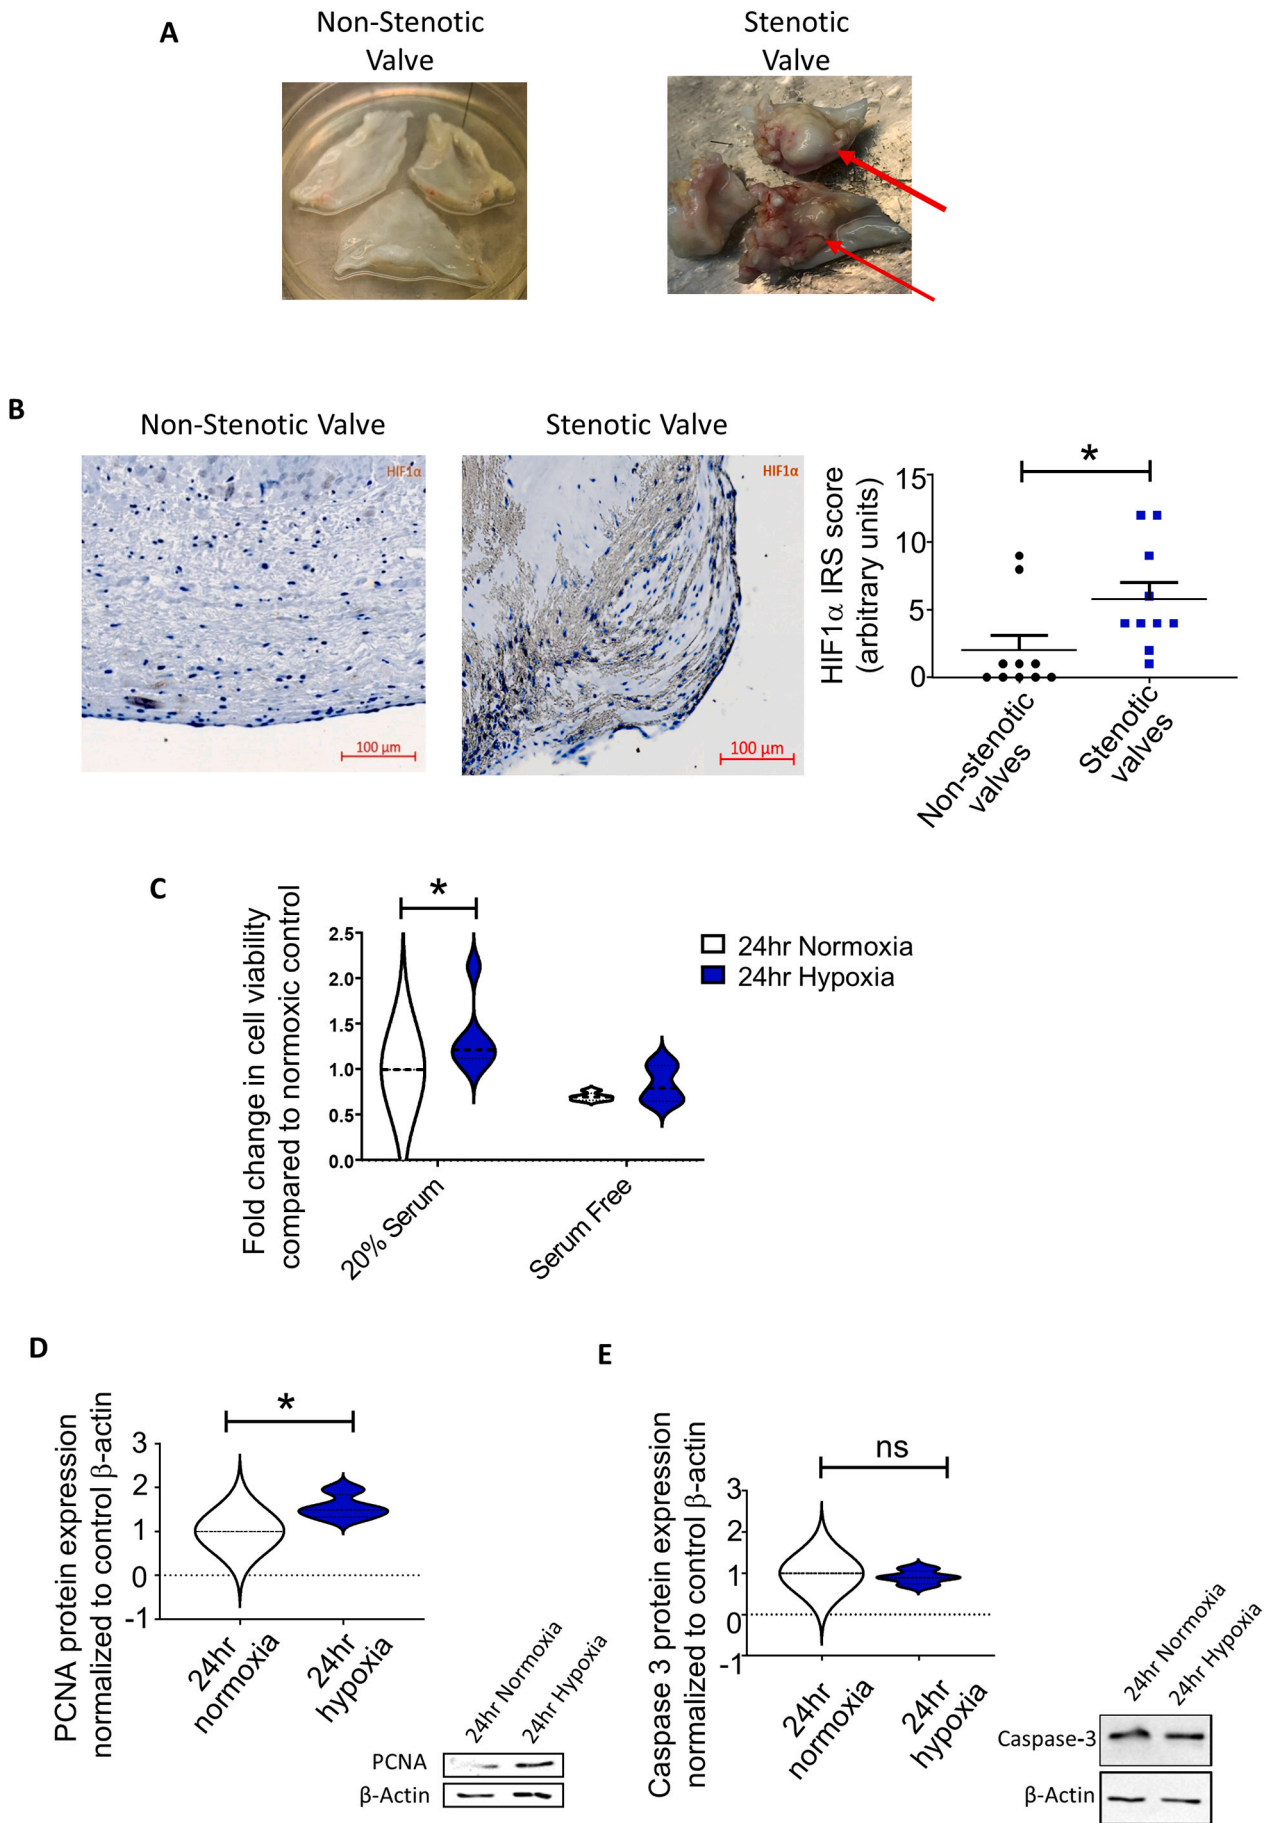 A
Non-Stenotic
Valve
Stenotic
Valve
B
Non-Stenotic Valve
Stenotic Valve
HIF1α
100 µm
HIF1α
100 µm
HIF1α IRS score
(arbitrary units)
*
15
10
5
0
Non-stenotic
valves
Stenotic
valves
C
Fold change in cell viability
compared to normoxic control
*
2.5
2.0
1.5
1.0
0.5
0.0
20% Serum
Serum Free
24hr Normoxia
24hr Hypoxia
D
PCNA protein expression
normalized to control β-actin
*
3
2
1
0
-1
24hr
normoxia
24hr
hypoxia
24hr Normoxia
24hr Hypoxia
PCNA
β-Actin
E
Caspase 3 protein expression
normalized to control β-actin
ns
3
2
1
0
-1
24hr
normoxia
24hr
hypoxia
24hr Normoxia
24hr Hypoxia
Caspase-3
β-Actin